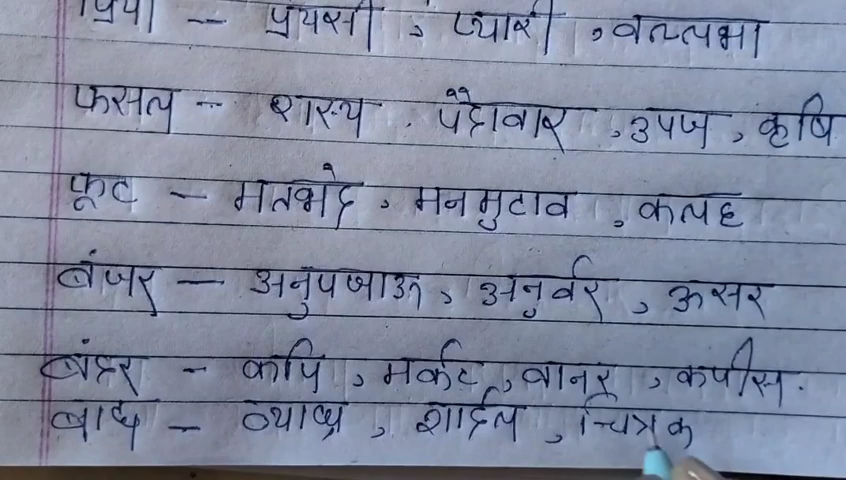 प्रिया - प्रेयसी, प्यारी, वल्लभा
फसल - शस्य, पैदावार, उपज, कृषि
फूट - मतभेद, मनमुटाव, कलह
बंजर - अनुपजाऊ, अनुर्वर, ऊसर
बंदर - कपि, मर्कट, वानर, कपीस.
बाघ - व्याघ्र, शार्दूल, चित्रक